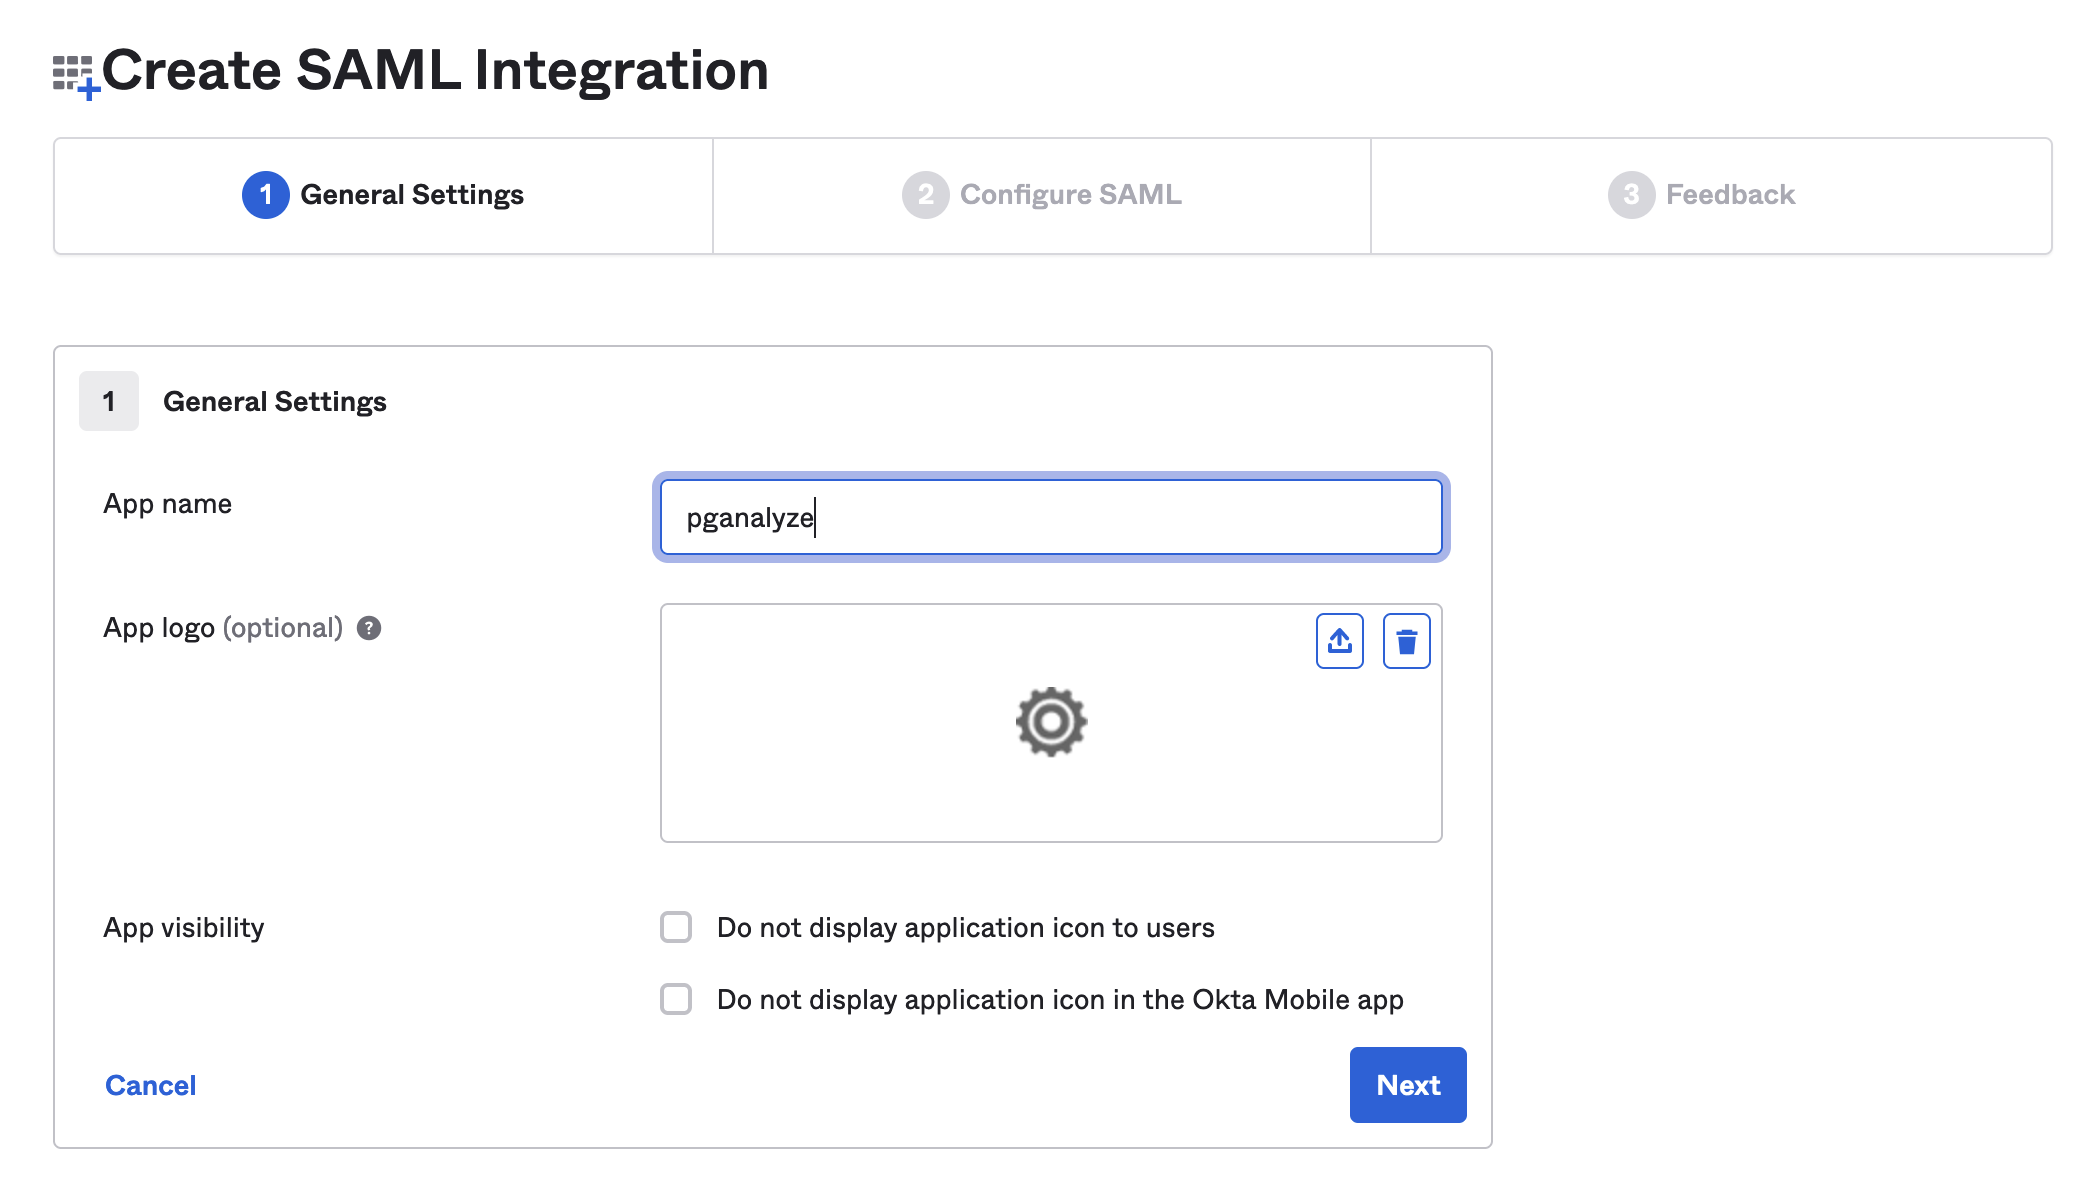 Create SAML Integration
1 General Settings
2 Configure SAML
3 Feedback
1 General Settings
App name
pganalyze
App logo (optional) ?
App visibility
Do not display application icon to users
Do not display application icon in the Okta Mobile app
Cancel
Next